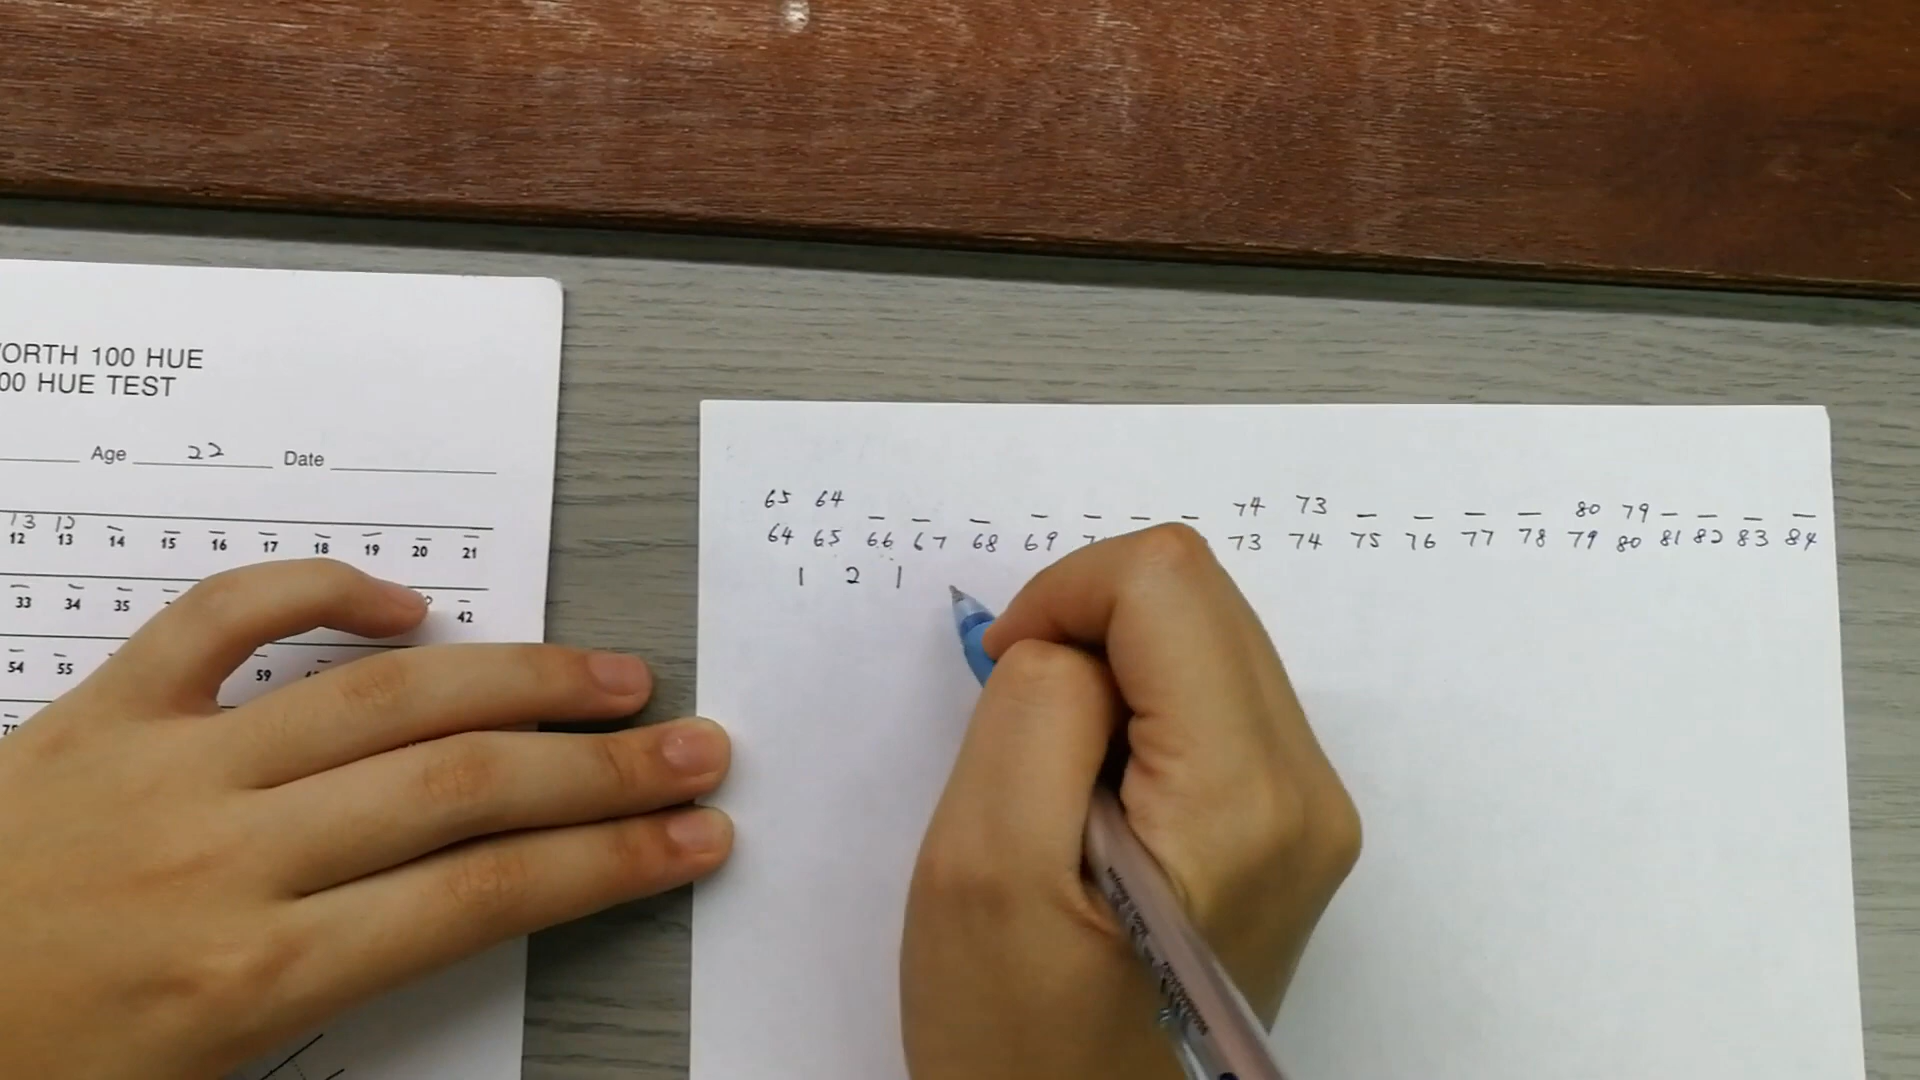 ORTH 100 HUE
00 HUE TEST
Age 22 Date
13 12
12 13 14 15 16 17 18 19 20 21
33 34 35 42
54 55 59
65 64 — — — — — — — 74 73 — — — — 80 79 — — — —
64 65 66 67 68 69 73 74 75 76 77 78 79 80 81 82 83 84
1 2 1